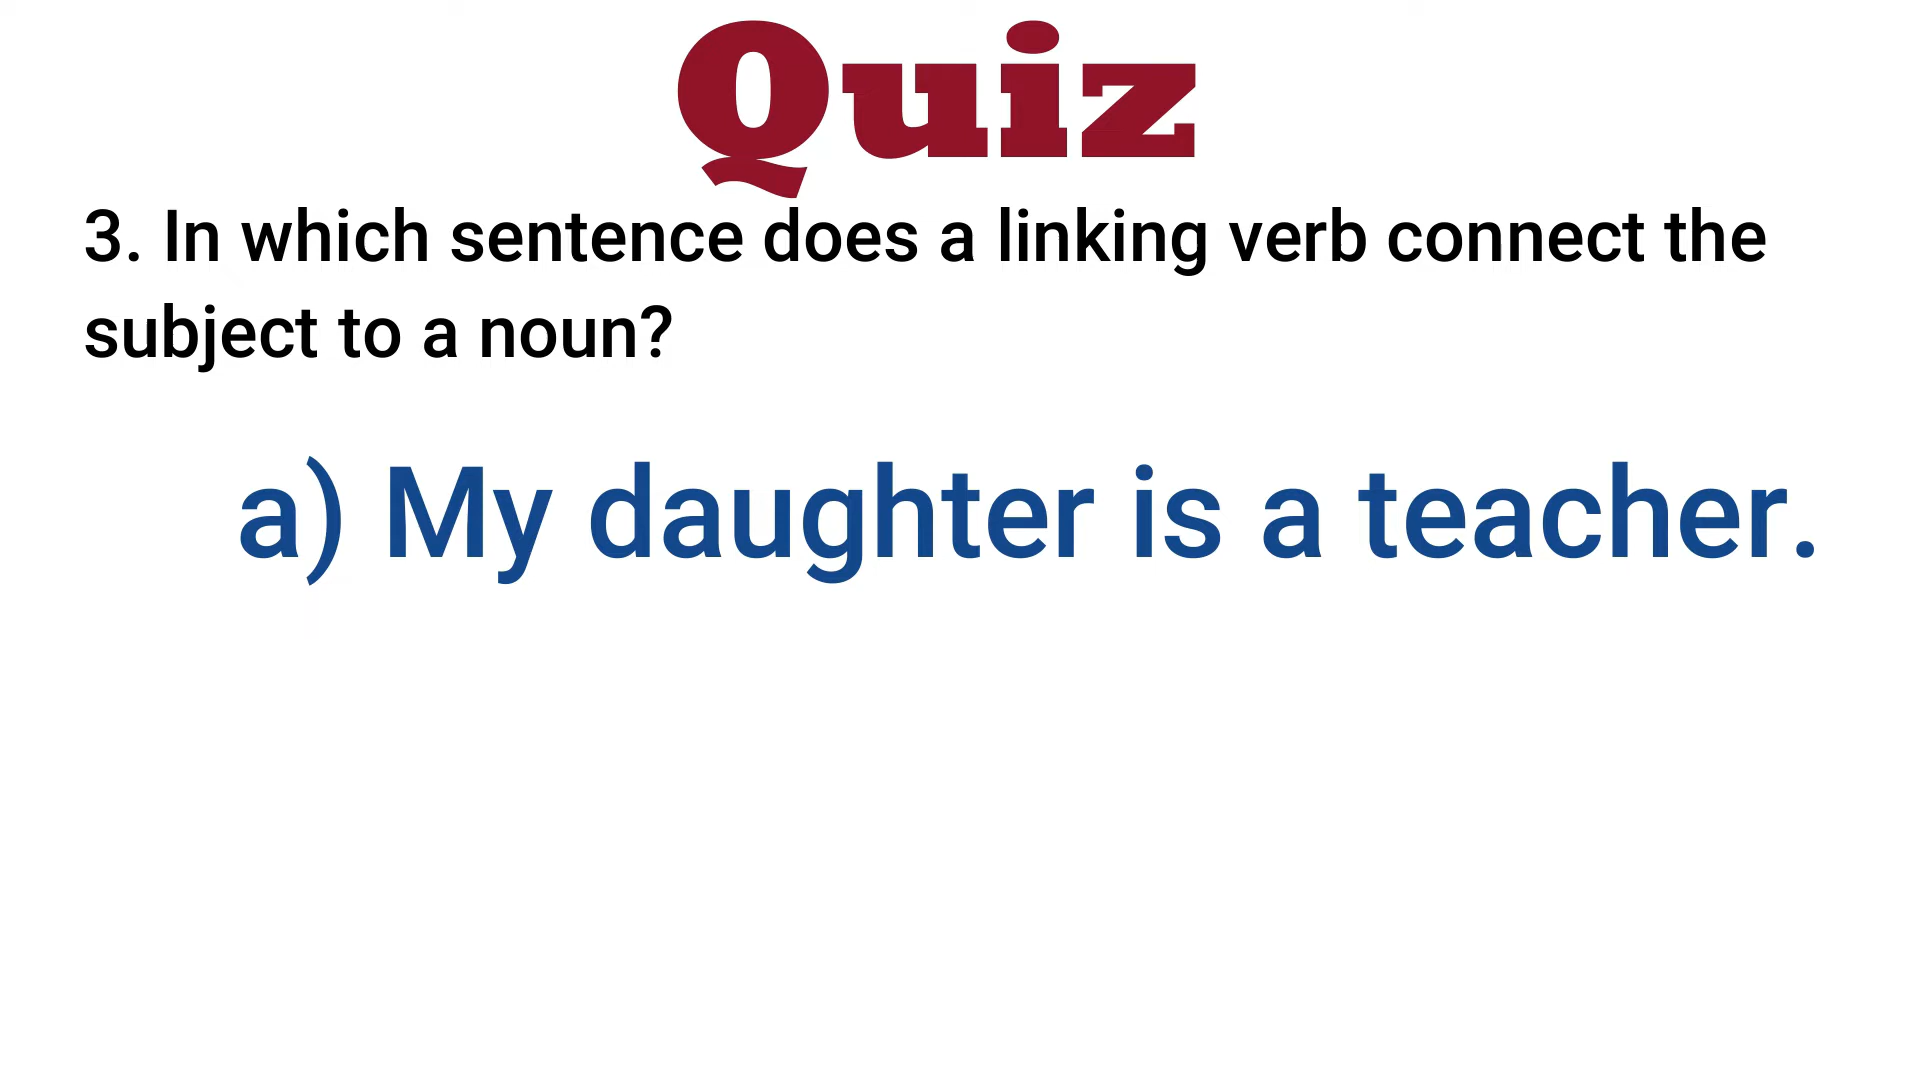 Quiz
3. In which sentence does a linking verb connect the
subject to a noun?
a) My daughter is a teacher.